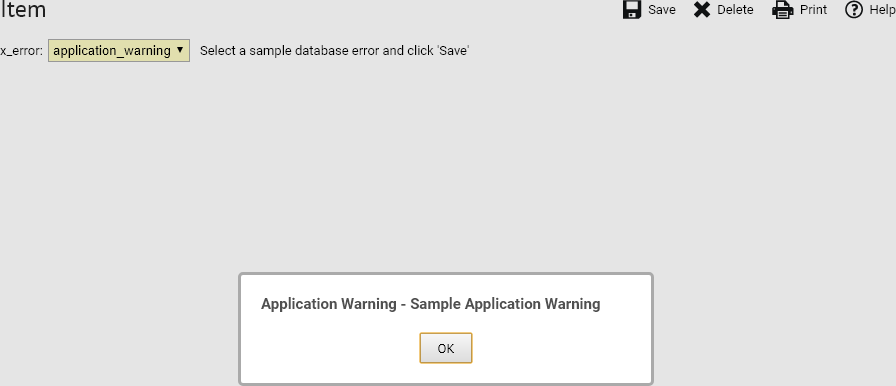 Item
Save Delete Print Help
x_error: application_warning Select a sample database error and click 'Save'
Application Warning - Sample Application Warning
OK